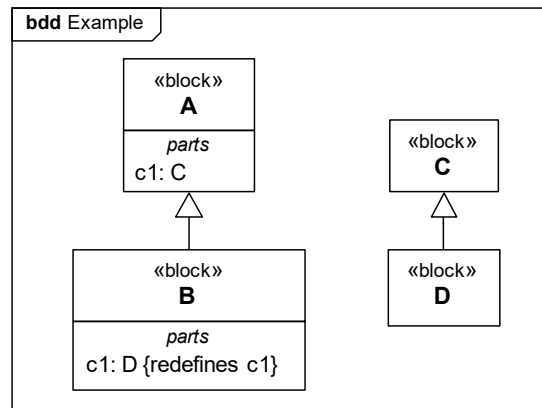 bdd Example
«block»
A
parts
c1: C
«block»
C
«block»
B
parts
c1: D {redefines c1}
«block»
D